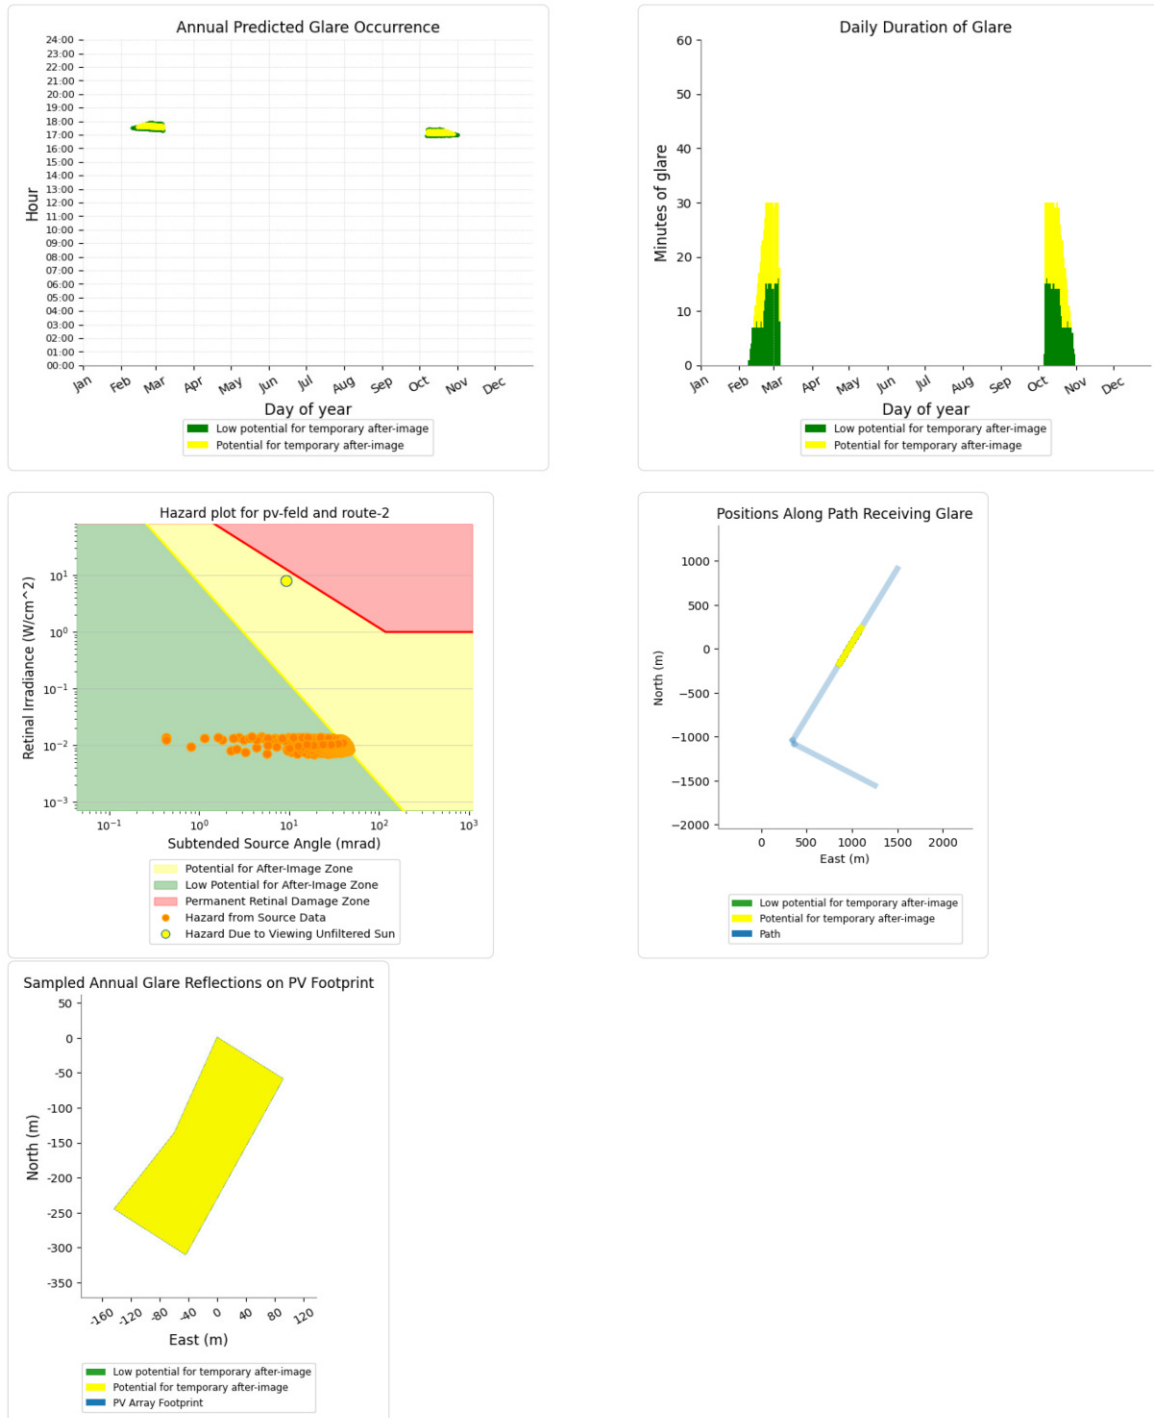 Annual Predicted Glare Occurrence
24:00
23:00
22:00
21:00
20:00
19:00
18:00
17:00
16:00
15:00
14:00
13:00
12:00
11:00
10:00
09:00
08:00
07:00
06:00
05:00
04:00
03:00
02:00
01:00
00:00
Hour
Jan Feb Mar Apr May Jun Jul Aug Sep Oct Nov Dec
Day of year
Low potential for temporary after-image
Potential for temporary after-image
Daily Duration of Glare
60
50
40
30
20
10
0
Minutes of glare
Jan Feb Mar Apr May Jun Jul Aug Sep Oct Nov Dec
Day of year
Low potential for temporary after-image
Potential for temporary after-image
Hazard plot for pv-feld and route-2
10^1
10^0
10^-1
10^-2
10^-3
Retinal Irradiance (W/cm^2)
10^-1 10^0 10^1 10^2 10^3
Subtended Source Angle (mrad)
Potential for After-Image Zone
Low Potential for After-Image Zone
Permanent Retinal Damage Zone
Hazard from Source Data
Hazard Due to Viewing Unfiltered Sun
Positions Along Path Receiving Glare
1000
500
0
−500
−1000
−1500
−2000
North (m)
0 500 1000 1500 2000
East (m)
Low potential for temporary after-image
Potential for temporary after-image
Path
Sampled Annual Glare Reflections on PV Footprint
50
0
-50
-100
-150
-200
-250
-300
-350
North (m)
-160 -120 -80 -40 0 40 80 120
East (m)
Low potential for temporary after-image
Potential for temporary after-image
PV Array Footprint